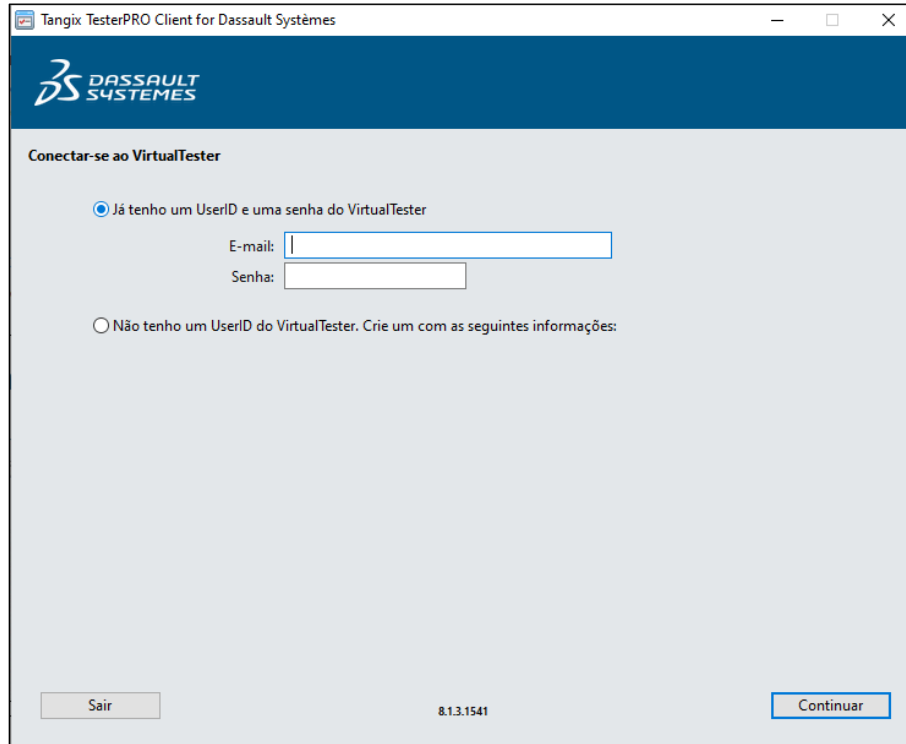 Tangix TesterPRO Client for Dassault Systèmes
DASSAULT
SYSTEMES
Conectar-se ao VirtualTester
Já tenho um UserID e uma senha do VirtualTester
E-mail:
Senha:
Não tenho um UserID do VirtualTester. Crie um com as seguintes informações:
Sair
8.1.3.1541
Continuar